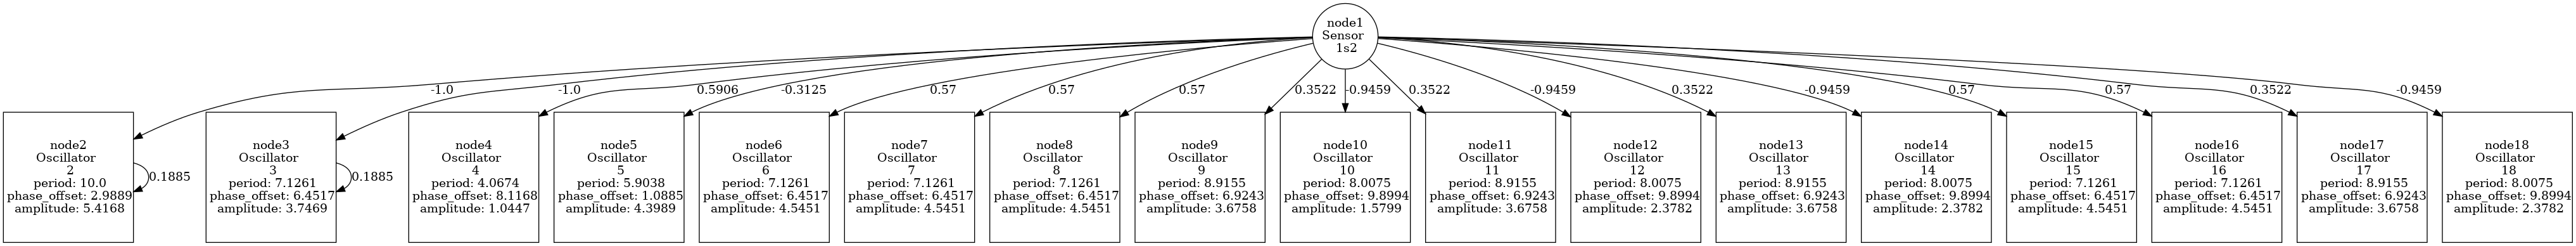 node1
Sensor
1s2
-1.0
-1.0
0.5906
-0.3125
0.57
0.57
0.57
0.3522
-0.9459
0.3522
-0.9459
0.3522
-0.9459
0.57
0.57
0.3522
-0.9459
node2
Oscillator
2
period: 10.0
phase_offset: 2.9889
amplitude: 5.4168
0.1885
node3
Oscillator
3
period: 7.1261
phase_offset: 6.4517
amplitude: 3.7469
0.1885
node4
Oscillator
4
period: 4.0674
phase_offset: 8.1168
amplitude: 1.0447
node5
Oscillator
5
period: 5.9038
phase_offset: 1.0885
amplitude: 4.3989
node6
Oscillator
6
period: 7.1261
phase_offset: 6.4517
amplitude: 4.5451
node7
Oscillator
7
period: 7.1261
phase_offset: 6.4517
amplitude: 4.5451
node8
Oscillator
8
period: 7.1261
phase_offset: 6.4517
amplitude: 4.5451
node9
Oscillator
9
period: 8.9155
phase_offset: 6.9243
amplitude: 3.6758
node10
Oscillator
10
period: 8.0075
phase_offset: 9.8994
amplitude: 1.5799
node11
Oscillator
11
period: 8.9155
phase_offset: 6.9243
amplitude: 3.6758
node12
Oscillator
12
period: 8.0075
phase_offset: 9.8994
amplitude: 2.3782
node13
Oscillator
13
period: 8.9155
phase_offset: 6.9243
amplitude: 3.6758
node14
Oscillator
14
period: 8.0075
phase_offset: 9.8994
amplitude: 2.3782
node15
Oscillator
15
period: 7.1261
phase_offset: 6.4517
amplitude: 4.5451
node16
Oscillator
16
period: 7.1261
phase_offset: 6.4517
amplitude: 4.5451
node17
Oscillator
17
period: 8.9155
phase_offset: 6.9243
amplitude: 3.6758
node18
Oscillator
18
period: 8.0075
phase_offset: 9.8994
amplitude: 2.3782